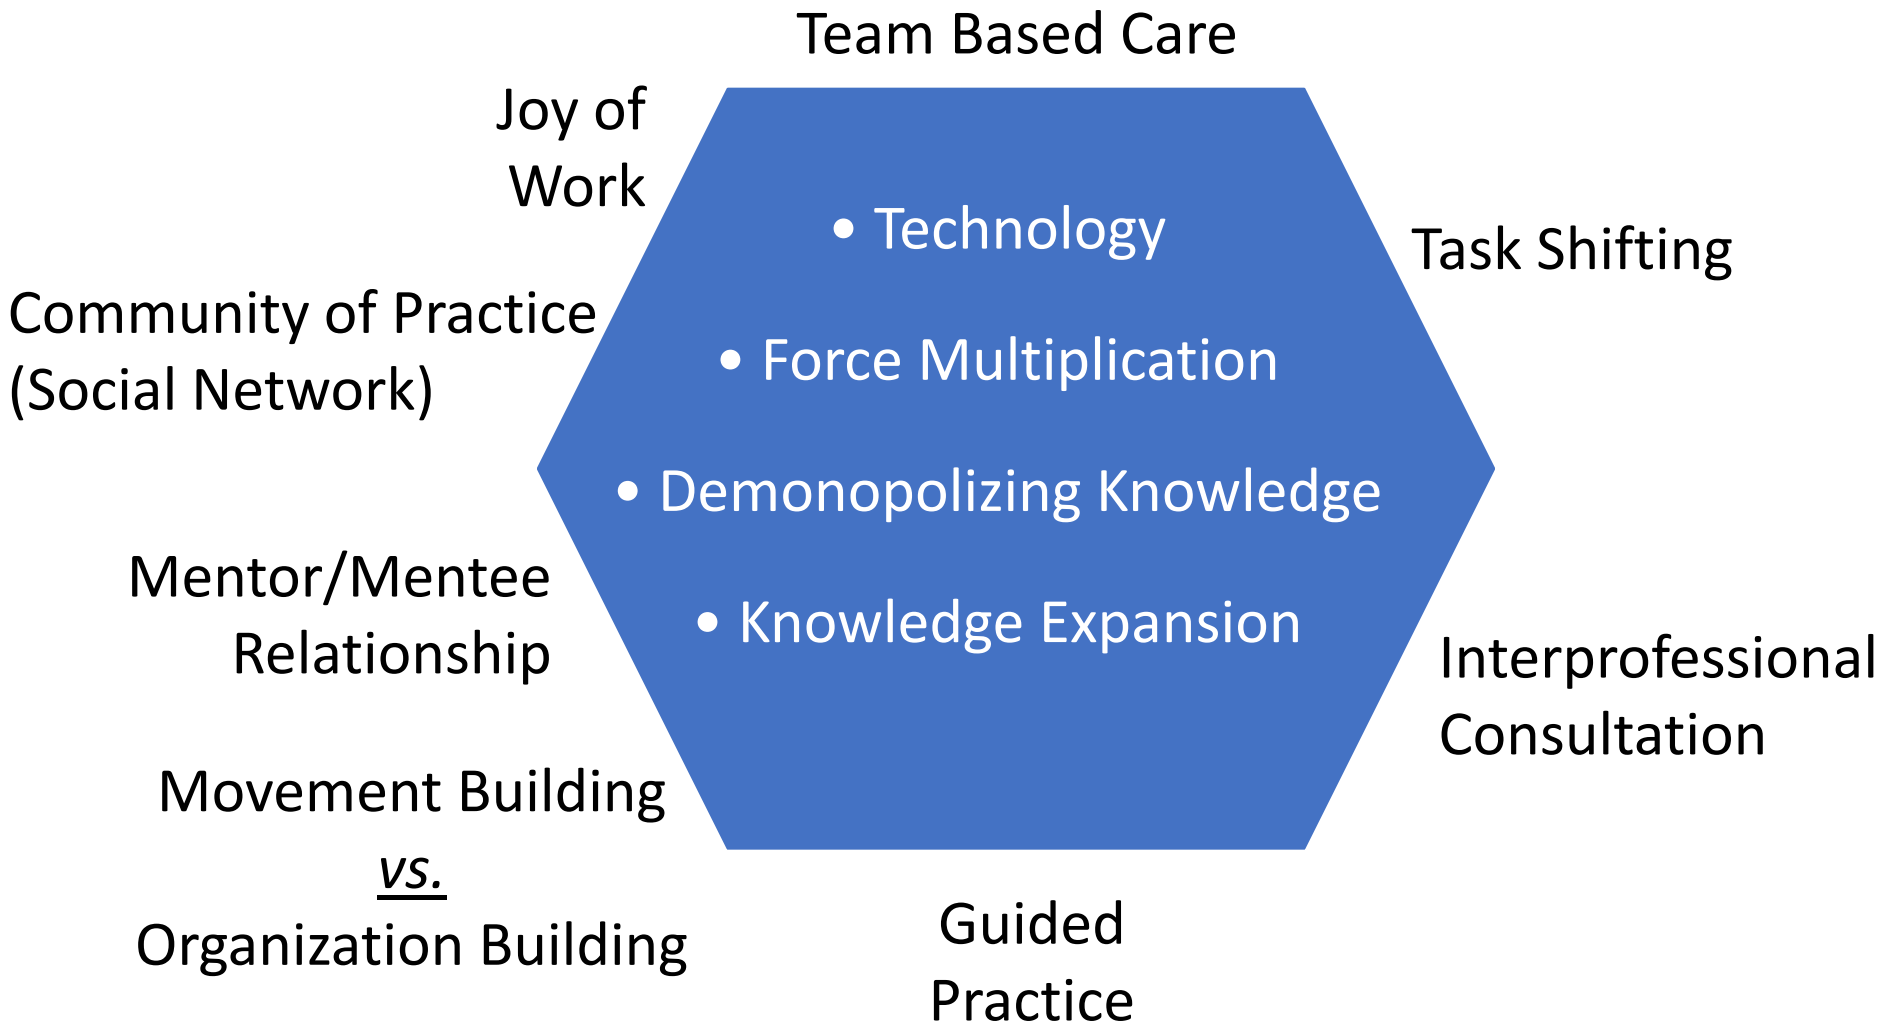 Team Based Care
Joy of
Work
Task Shifting
Community of Practice
(Social Network)
• Technology
• Force Multiplication
• Demonopolizing Knowledge
• Knowledge Expansion
Mentor/Mentee
Relationship
Interprofessional
Consultation
Movement Building
vs.
Organization Building
Guided
Practice